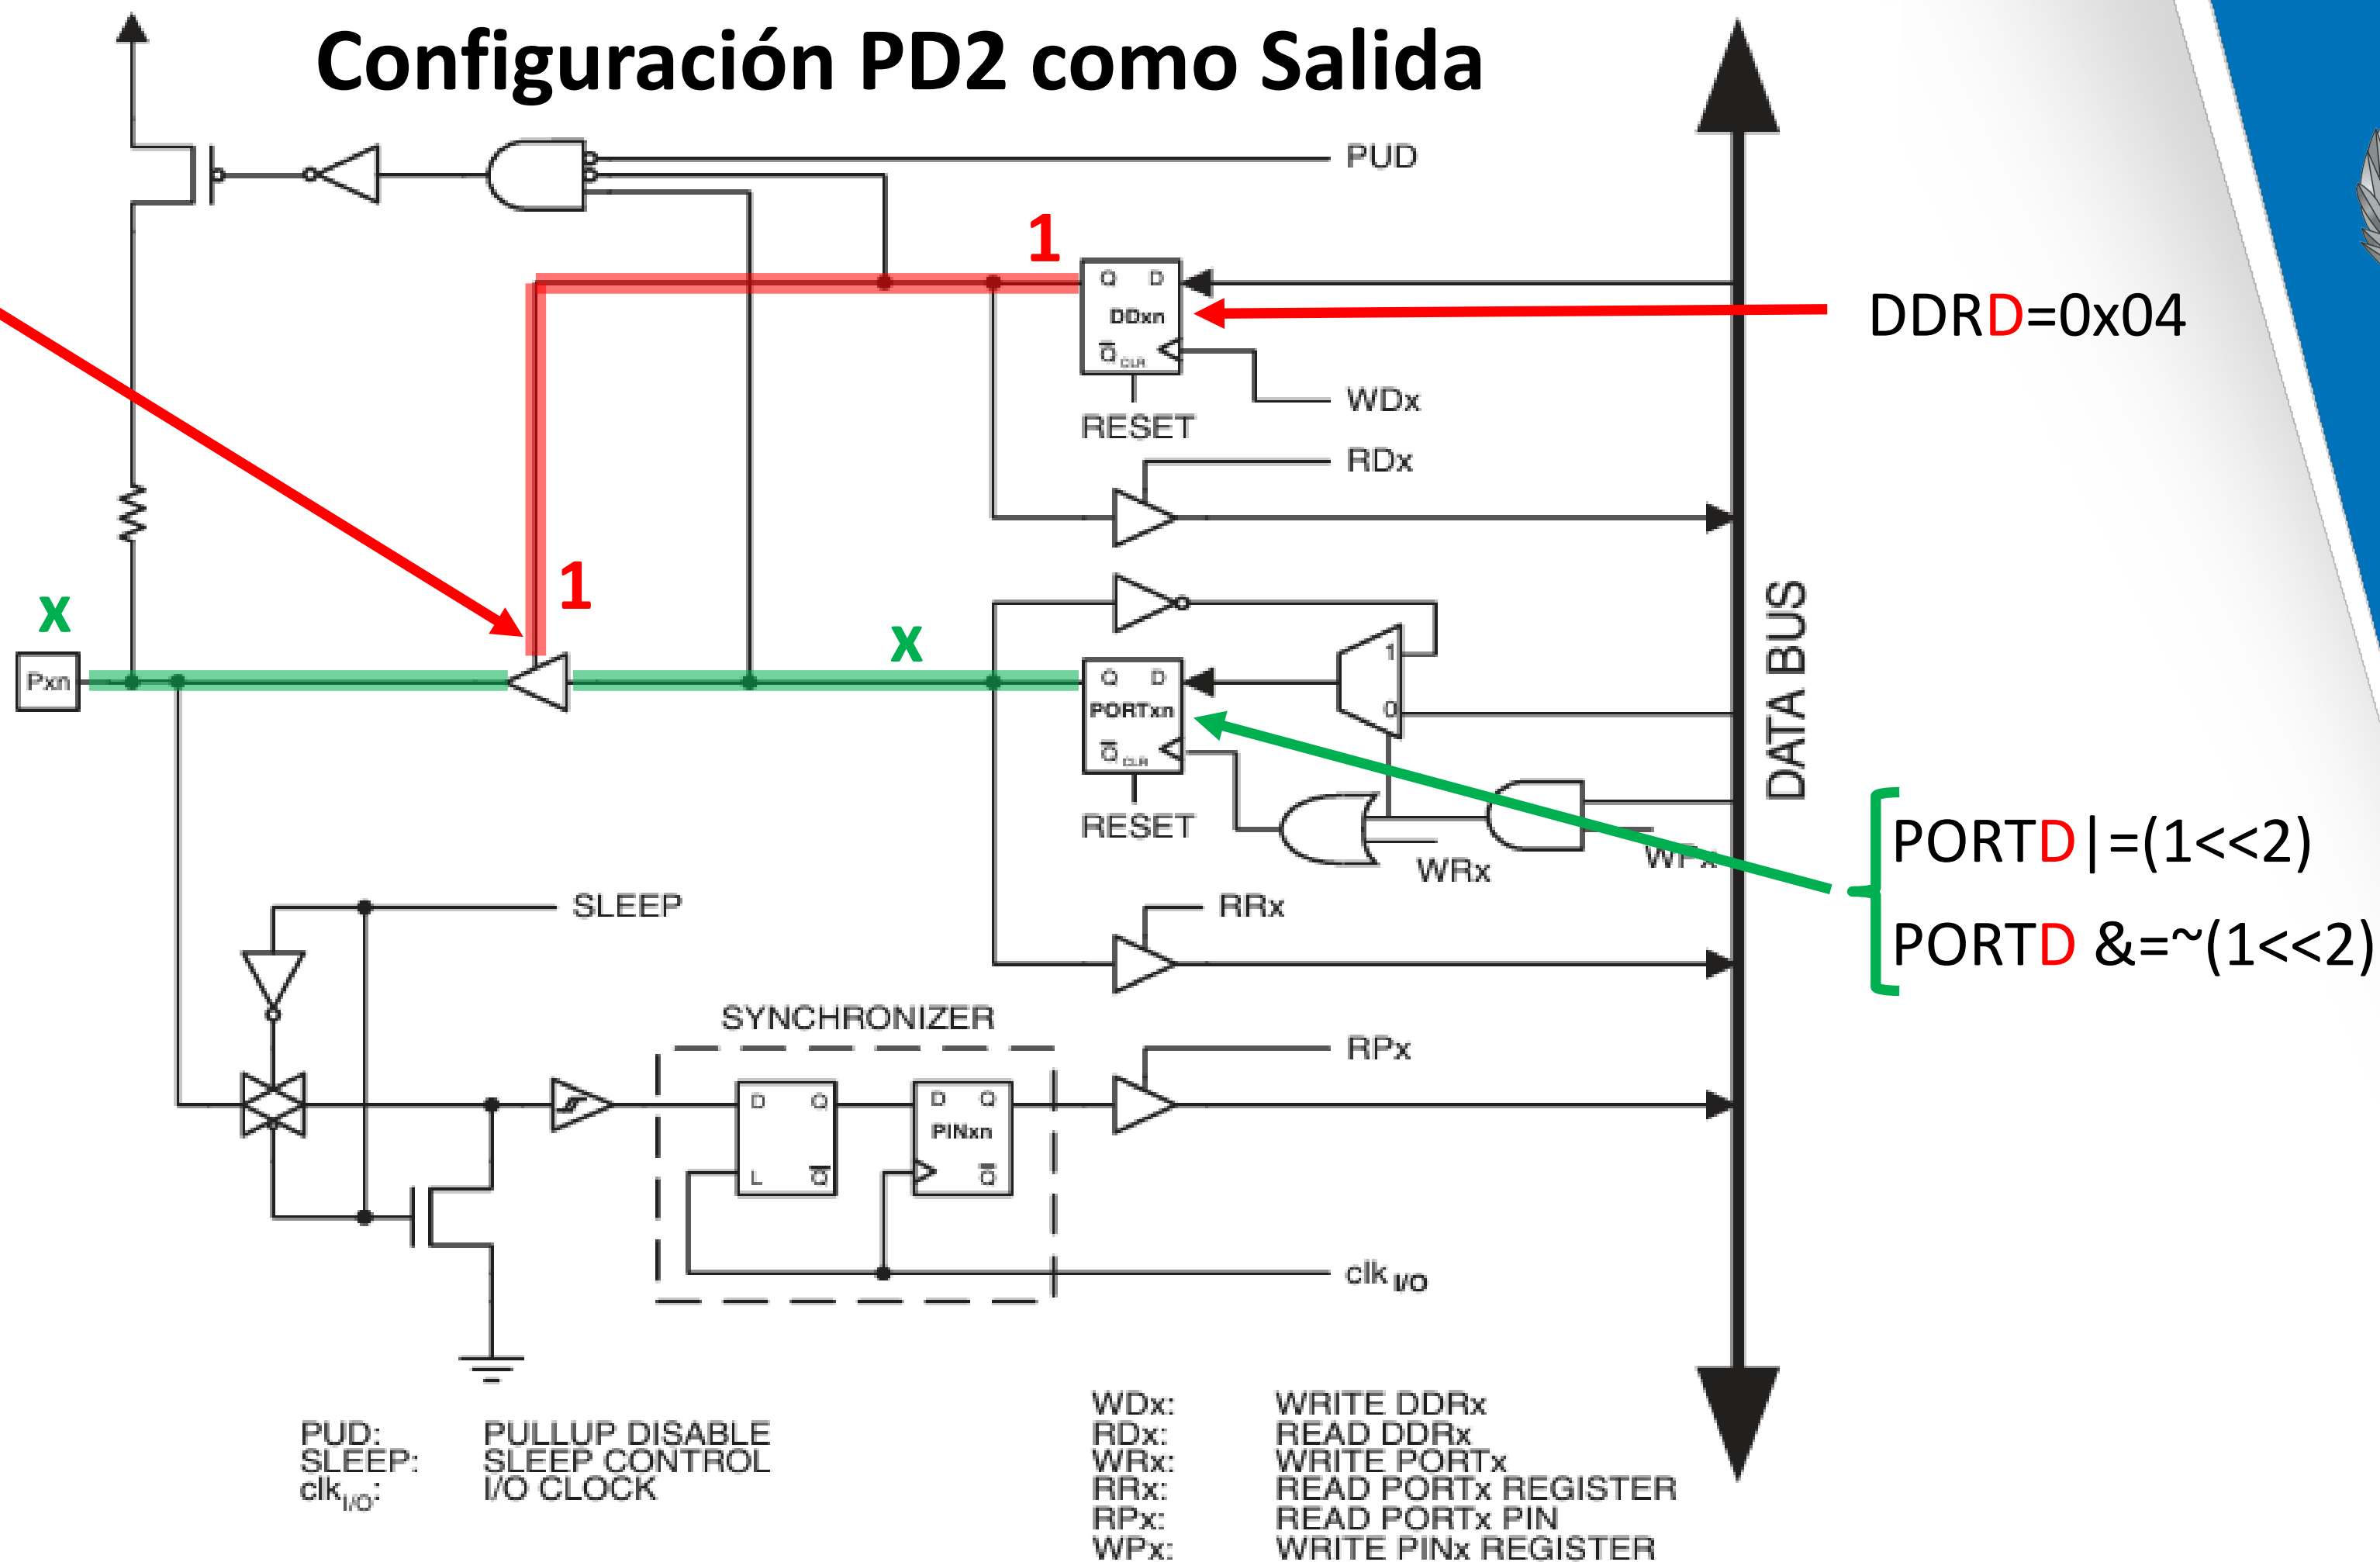 Configuración PD2 como Salida
PUD
1
Q D
DDxn
Q CLR
DDRD=0x04
WDx
RESET
RDx
1
x
x
1
Pxn
Q D
PORTxn
0
Q CLR
DATA BUS
RESET
WRx
WPx
PORTD|=(1<<2)
PORTD &=~(1<<2)
SLEEP
RRx
SYNCHRONIZER
RPx
D Q
D Q
PINxn
L Q
Q
clk I/O
PUD: PULLUP DISABLE
SLEEP: SLEEP CONTROL
clkI/O: I/O CLOCK
WDx: WRITE DDRx
RDx: READ DDRx
WRx: WRITE PORTx
RRx: READ PORTx REGISTER
RPx: READ PORTx PIN
WPx: WRITE PINx REGISTER